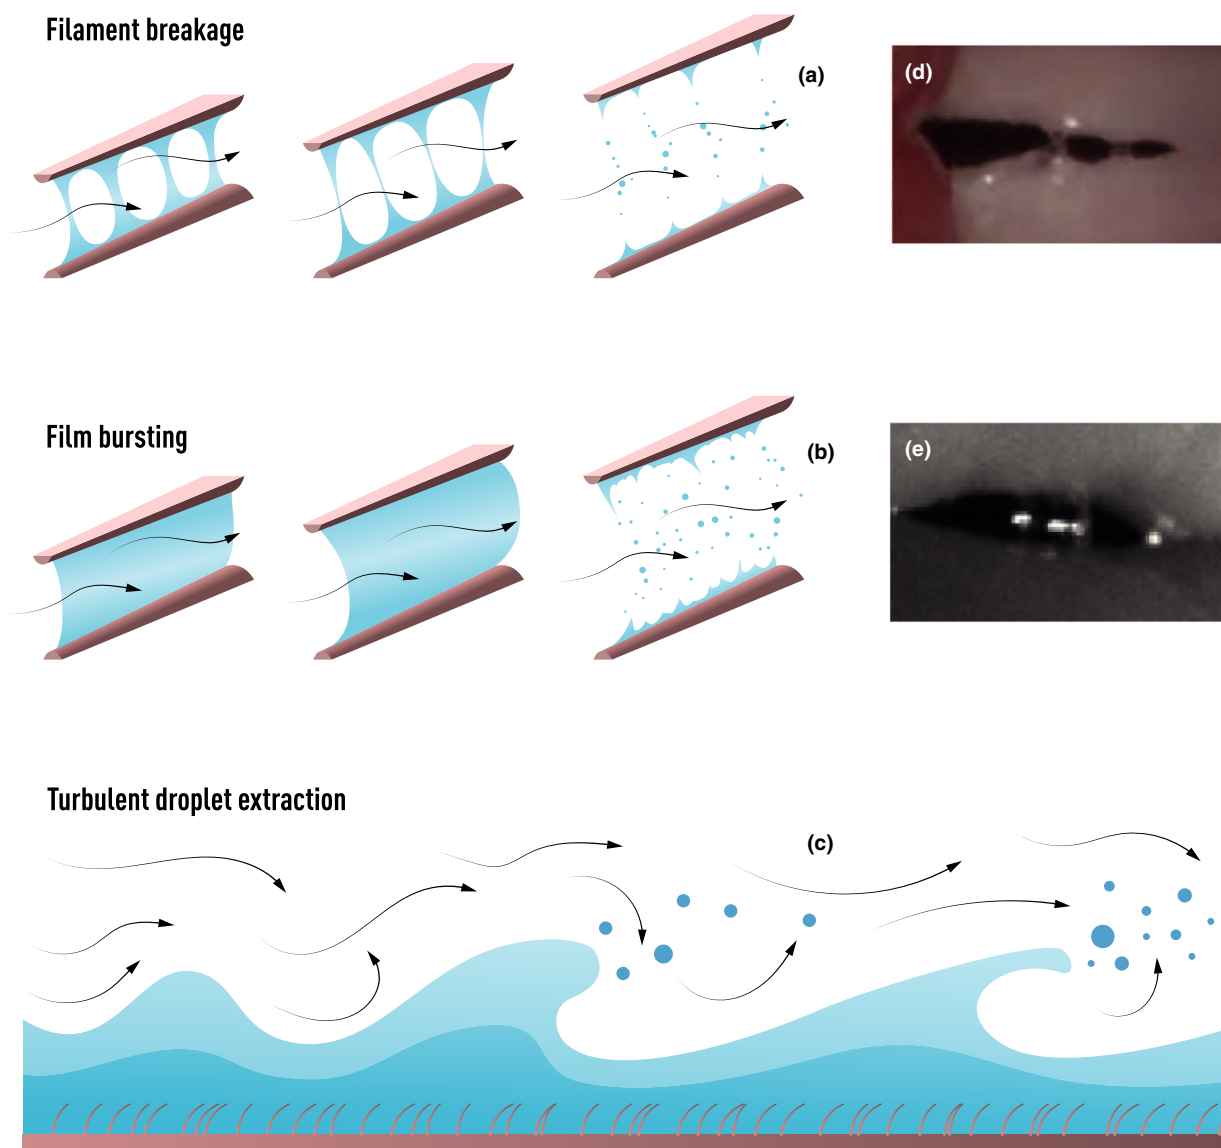 Filament breakage
(a)
(d)
Film bursting
(b)
(e)
Turbulent droplet extraction
(c)